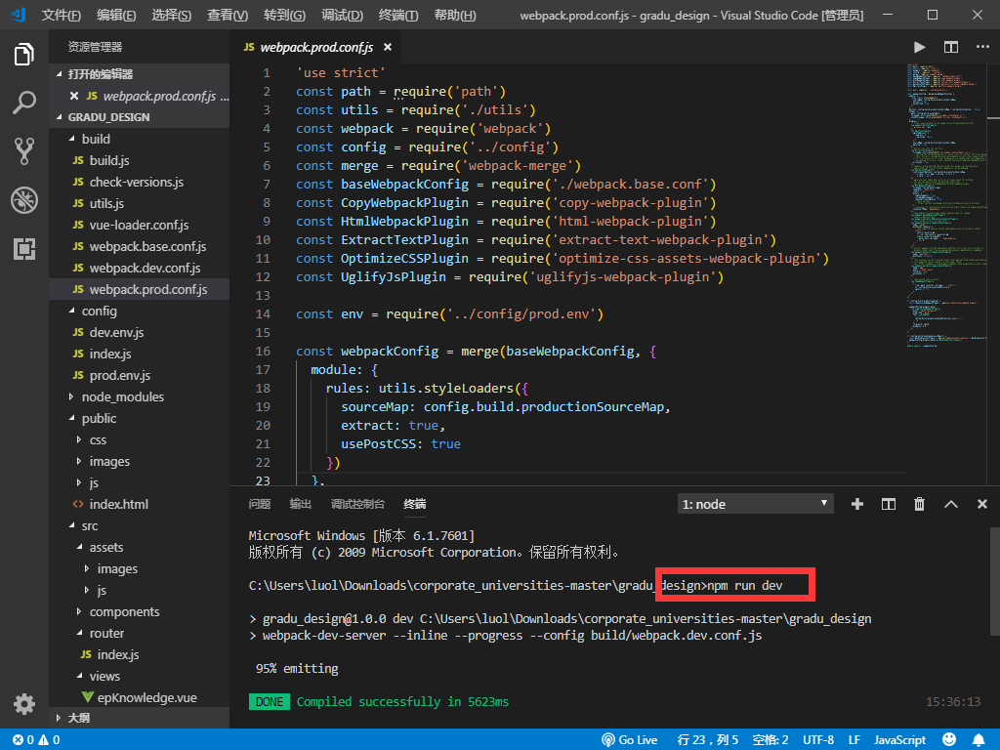 文件(F) 编辑(E) 选择(S) 查看(V) 转到(G) 调试(D) 终端(T) 帮助(H) webpack.prod.conf.js - gradu_design - Visual Studio Code [管理员]
资源管理器
打开的编辑器
JS webpack.prod.conf.js ...
GRADU_DESIGN
build
JS build.js
JS check-versions.js
JS utils.js
JS vue-loader.conf.js
JS webpack.base.conf.js
JS webpack.dev.conf.js
JS webpack.prod.conf.js
config
JS dev.env.js
JS index.js
JS prod.env.js
node_modules
public
css
images
js
<> index.html
src
assets
images
js
components
router
JS index.js
views
epKnowledge.vue
大纲
JS webpack.prod.conf.js
1 'use strict'
2 const path = require('path')
3 const utils = require('./utils')
4 const webpack = require('webpack')
5 const config = require('../config')
6 const merge = require('webpack-merge')
7 const baseWebpackConfig = require('./webpack.base.conf')
8 const CopyWebpackPlugin = require('copy-webpack-plugin')
9 const HtmlWebpackPlugin = require('html-webpack-plugin')
10 const ExtractTextPlugin = require('extract-text-webpack-plugin')
11 const OptimizeCSSPlugin = require('optimize-css-assets-webpack-plugin')
12 const UglifyJsPlugin = require('uglifyjs-webpack-plugin')
13
14 const env = require('../config/prod.env')
15
16 const webpackConfig = merge(baseWebpackConfig, {
17 module: {
18 rules: utils.styleLoaders({
19 sourceMap: config.build.productionSourceMap,
20 extract: true,
21 usePostCSS: true
22 })
23 },
问题 输出 调试控制台 终端 1: node
Microsoft Windows [版本 6.1.7601]
版权所有 (c) 2009 Microsoft Corporation。保留所有权利。
C:\Users\luol\Downloads\corporate_universities-master\gradu_design>npm run dev
> gradu_design@1.0.0 dev C:\Users\luol\Downloads\corporate_universities-master\gradu_design
> webpack-dev-server --inline --progress --config build/webpack.dev.conf.js
95% emitting
DONE Compiled successfully in 5623ms 15:36:13
0 0 Go Live 行 23，列 5 空格: 2 UTF-8 LF JavaScript